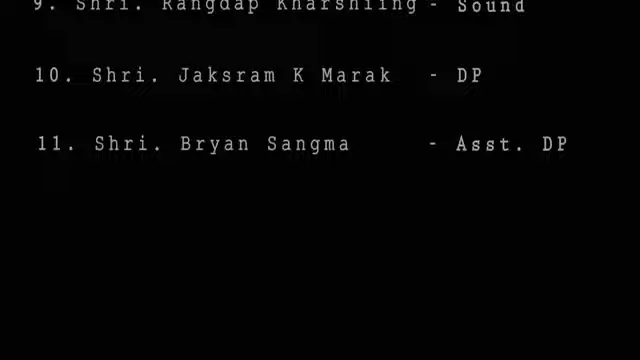 9. Shri. Rangdap Kharshiing - Sound
10. Shri. Jaksram K Marak - DP
11. Shri. Bryan Sangma - Asst. DP